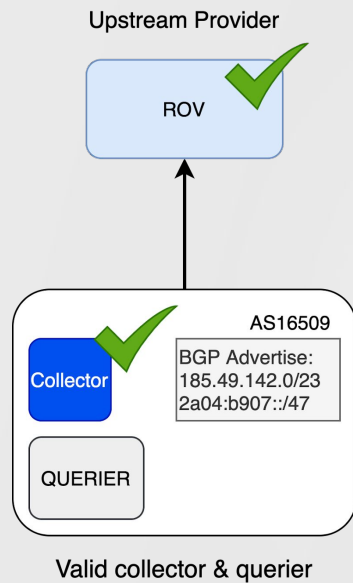 Upstream Provider
ROV
AS16509
Collector
BGP Advertise:
185.49.142.0/23
2a04:b907::/47
QUERIER
Valid collector & querier